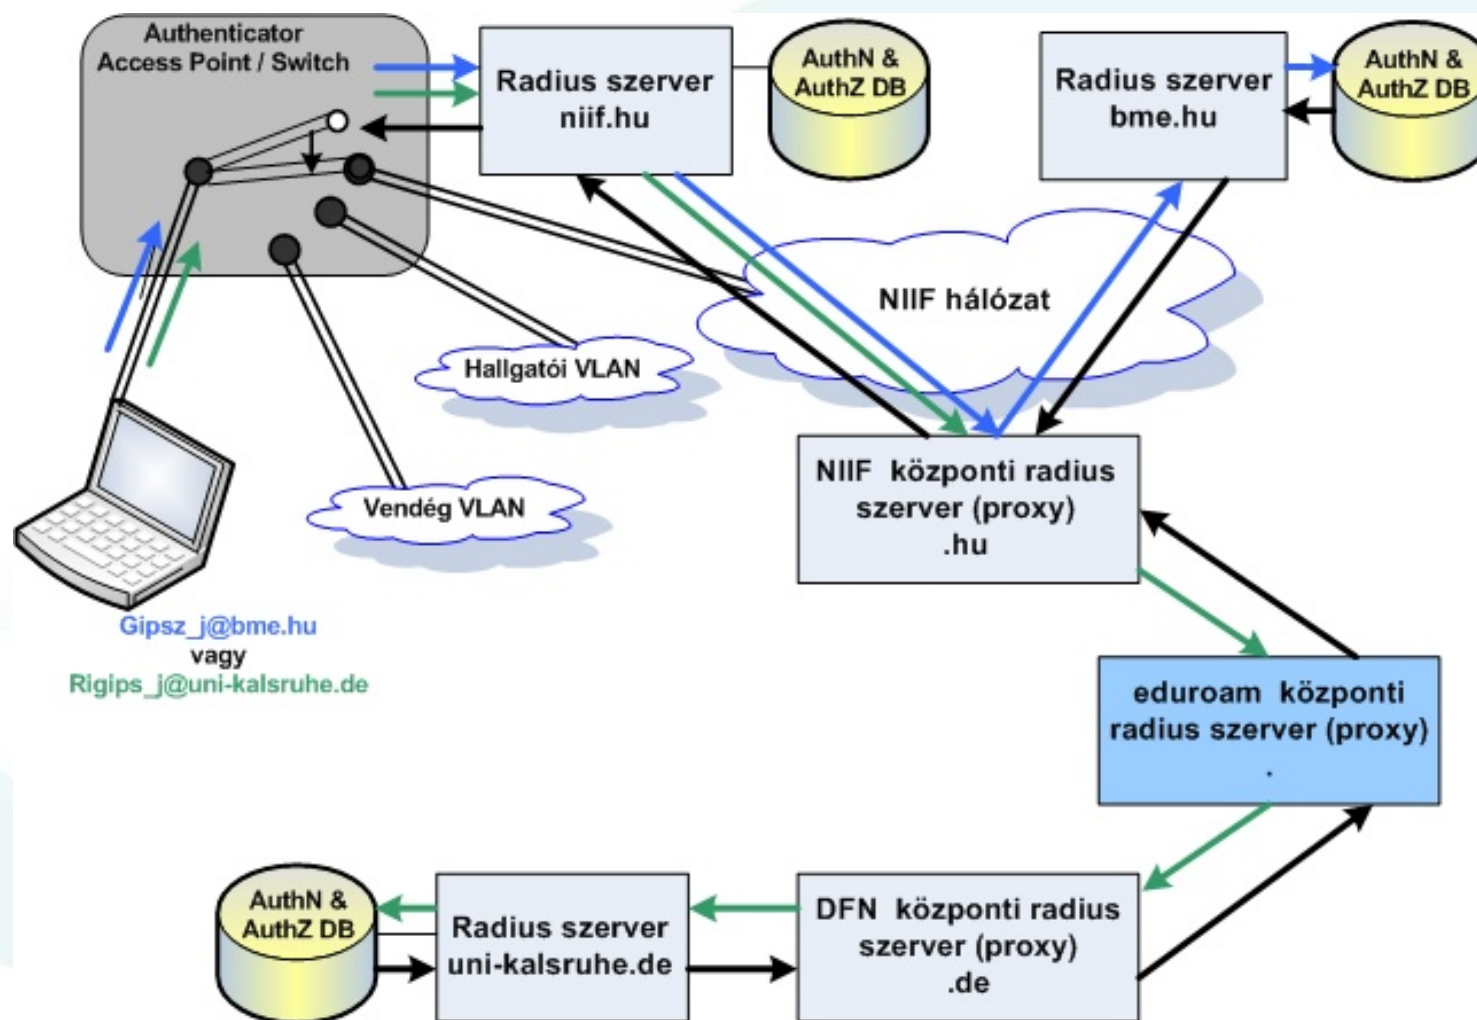 Authenticator
Access Point / Switch
Radius szerver
niif.hu
AuthN &
AuthZ DB
Radius szerver
bme.hu
AuthN &
AuthZ DB
NIIF hálózat
Hallgatói VLAN
Vendég VLAN
NIIF központi radius
szerver (proxy)
.hu
Gipsz_j@bme.hu
vagy
Rigips_j@uni-kalsruhe.de
eduroam központi
radius szerver (proxy)
.
AuthN &
AuthZ DB
Radius szerver
uni-kalsruhe.de
DFN központi radius
szerver (proxy)
.de